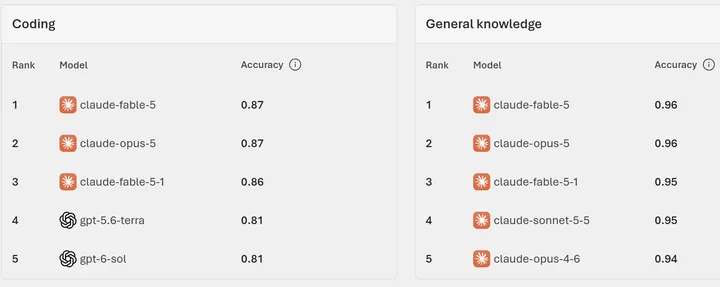 Coding
Rank Model Accuracy
1 claude-fable-5 0.87
2 claude-opus-5 0.87
3 claude-fable-5-1 0.86
4 gpt-5.6-terra 0.81
5 gpt-6-sol 0.81
General knowledge
Rank Model Accuracy
1 claude-fable-5 0.96
2 claude-opus-5 0.96
3 claude-fable-5-1 0.95
4 claude-sonnet-5-5 0.95
5 claude-opus-4-6 0.94